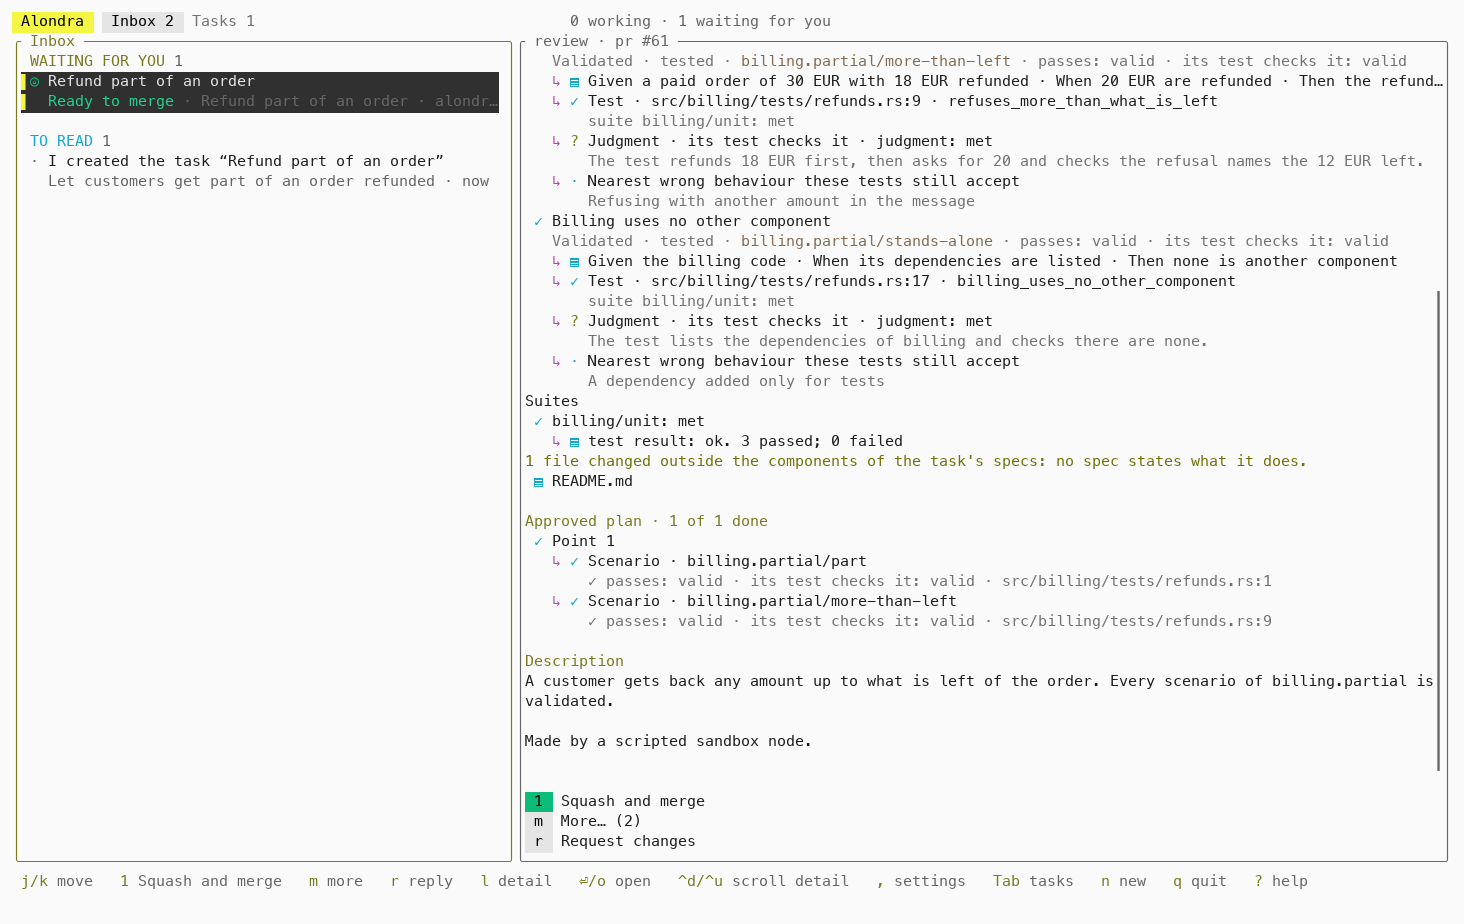 Alondra Inbox 2 Tasks 1 0 working · 1 waiting for you
Inbox
WAITING FOR YOU 1
◎ Refund part of an order
Ready to merge · Refund part of an order · alondr…
TO READ 1
· I created the task “Refund part of an order”
Let customers get part of an order refunded · now
review · pr #61
Validated · tested · billing.partial/more-than-left · passes: valid · its test checks it: valid
↳ ▤ Given a paid order of 30 EUR with 18 EUR refunded · When 20 EUR are refunded · Then the refund…
↳ ✓ Test · src/billing/tests/refunds.rs:9 · refuses_more_than_what_is_left
suite billing/unit: met
↳ ? Judgment · its test checks it · judgment: met
The test refunds 18 EUR first, then asks for 20 and checks the refusal names the 12 EUR left.
↳ · Nearest wrong behaviour these tests still accept
Refusing with another amount in the message
✓ Billing uses no other component
Validated · tested · billing.partial/stands-alone · passes: valid · its test checks it: valid
↳ ▤ Given the billing code · When its dependencies are listed · Then none is another component
↳ ✓ Test · src/billing/tests/refunds.rs:17 · billing_uses_no_other_component
suite billing/unit: met
↳ ? Judgment · its test checks it · judgment: met
The test lists the dependencies of billing and checks there are none.
↳ · Nearest wrong behaviour these tests still accept
A dependency added only for tests
Suites
✓ billing/unit: met
↳ ▤ test result: ok. 3 passed; 0 failed
1 file changed outside the components of the task's specs: no spec states what it does.
▤ README.md
Approved plan · 1 of 1 done
✓ Point 1
↳ ✓ Scenario · billing.partial/part
✓ passes: valid · its test checks it: valid · src/billing/tests/refunds.rs:1
↳ ✓ Scenario · billing.partial/more-than-left
✓ passes: valid · its test checks it: valid · src/billing/tests/refunds.rs:9
Description
A customer gets back any amount up to what is left of the order. Every scenario of billing.partial is
validated.
Made by a scripted sandbox node.
1 Squash and merge
m More… (2)
r Request changes
j/k move 1 Squash and merge m more r reply l detail ⏎/o open ^d/^u scroll detail , settings Tab tasks n new q quit ? help